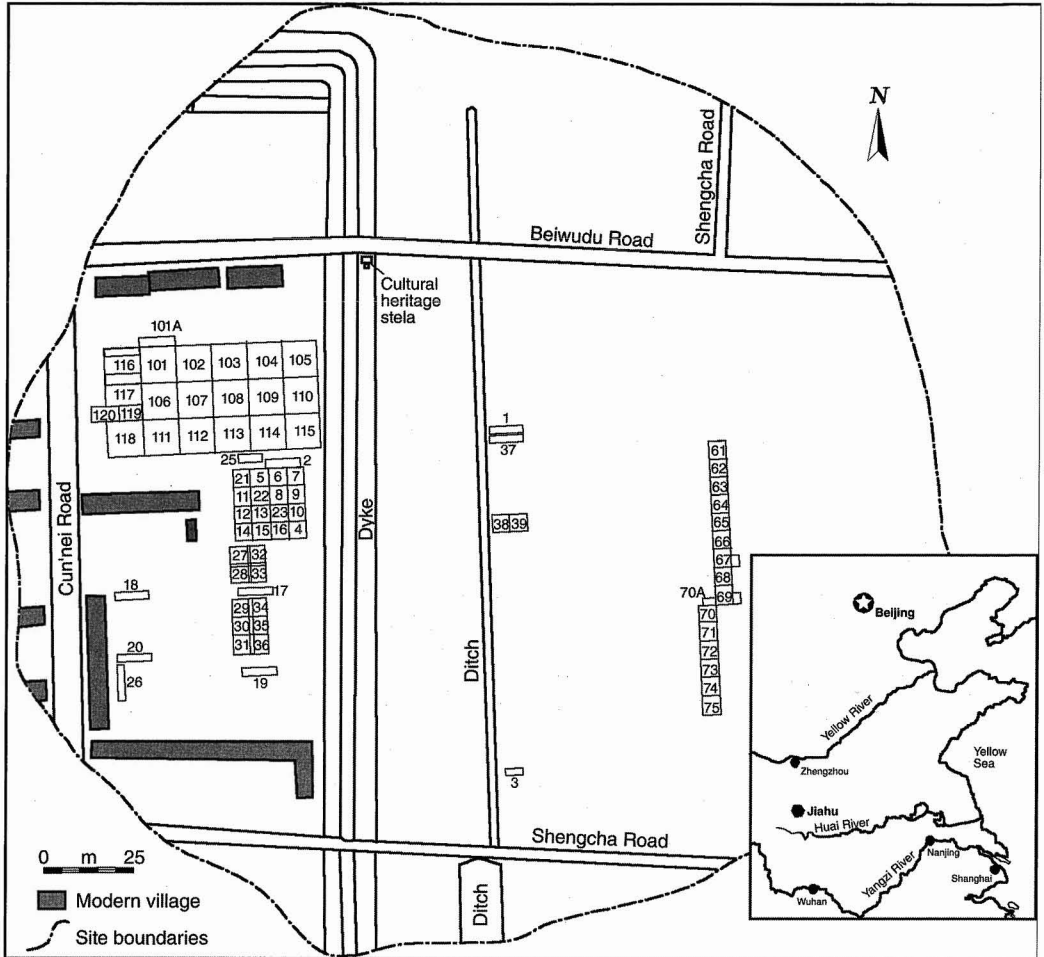 N
Shengcha Road
Beiwudu Road
Cultural
heritage
stela
101A
116 101 102 103 104 105
117 106 107 108 109 110
120 119
118 111 112 113 114 115
1
37
25 2
21 5 6 7
11 22 8 9
12 13 23 10
14 15 16 4
38 39
27 32
28 33
17
18
29 34
30 35
31 36
20
26
19
61
62
63
64
65
66
67
68
69
70A
70
71
72
73
74
75
3
Cun'nei Road
Dyke
Ditch
Shengcha Road
Ditch
0 m 25
Modern village
Site boundaries
Beijing
Yellow River
Yellow
Sea
Zhengzhou
Jiahu
Huai River
Nanjing
Yangzi River
Shanghai
Wuhan